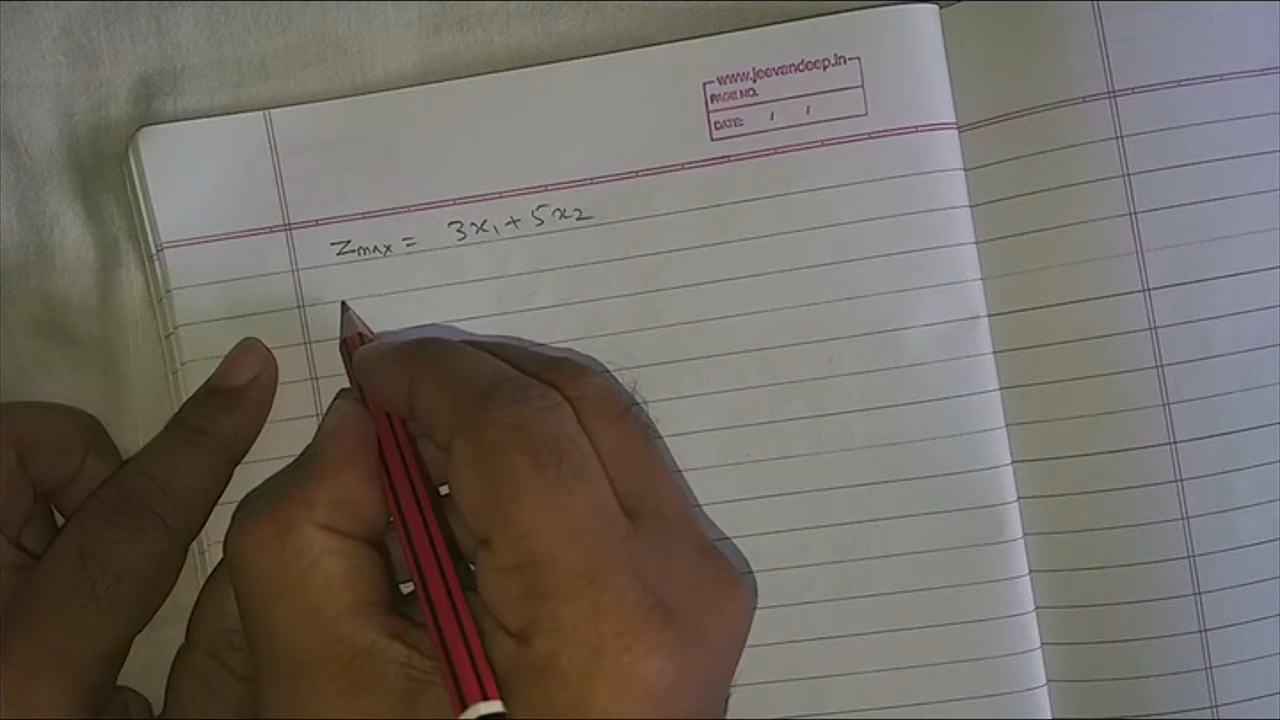 www.jeevandeep.in
PAGE NO.
DATE: / /
Zmax = 3x₁ + 5x₂